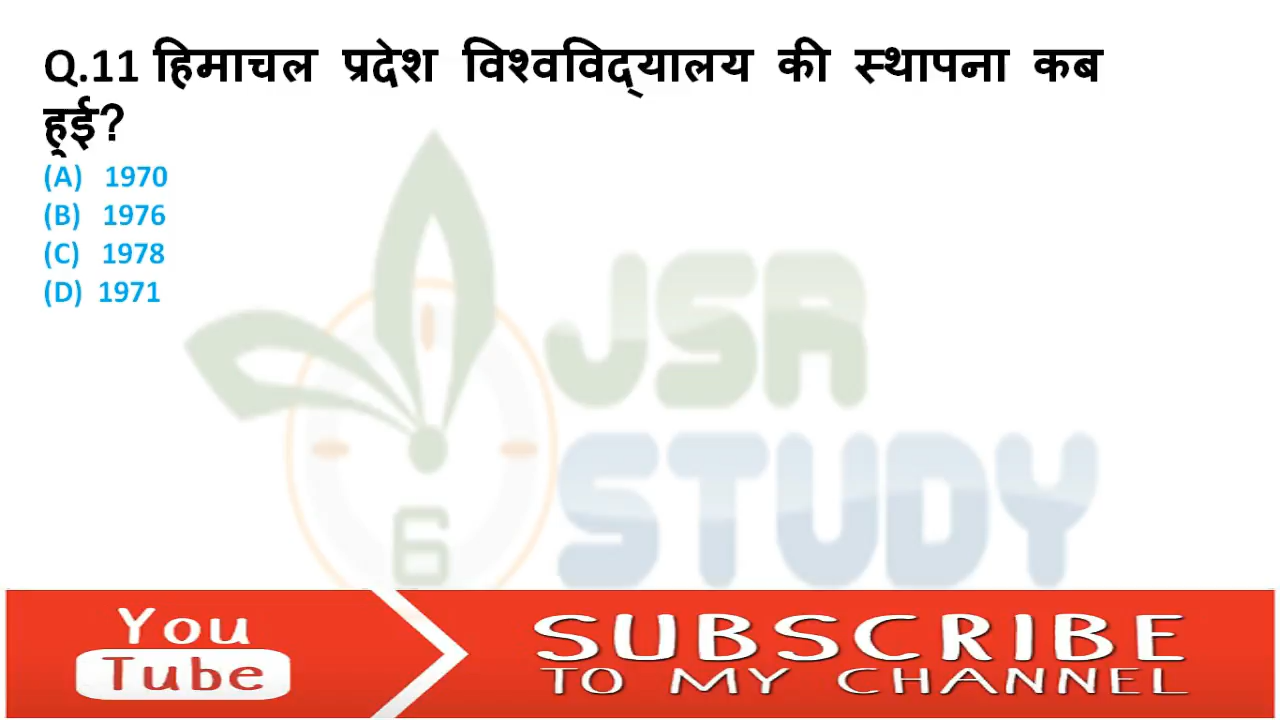 Q.11 हिमाचल प्रदेश विश्वविद्यालय की स्थापना कब
हुई?
(A) 1970
(B) 1976
(C) 1978
(D) 1971
JSR
STUDY
6
You
Tube
SUBSCRIBE
TO MY CHANNEL